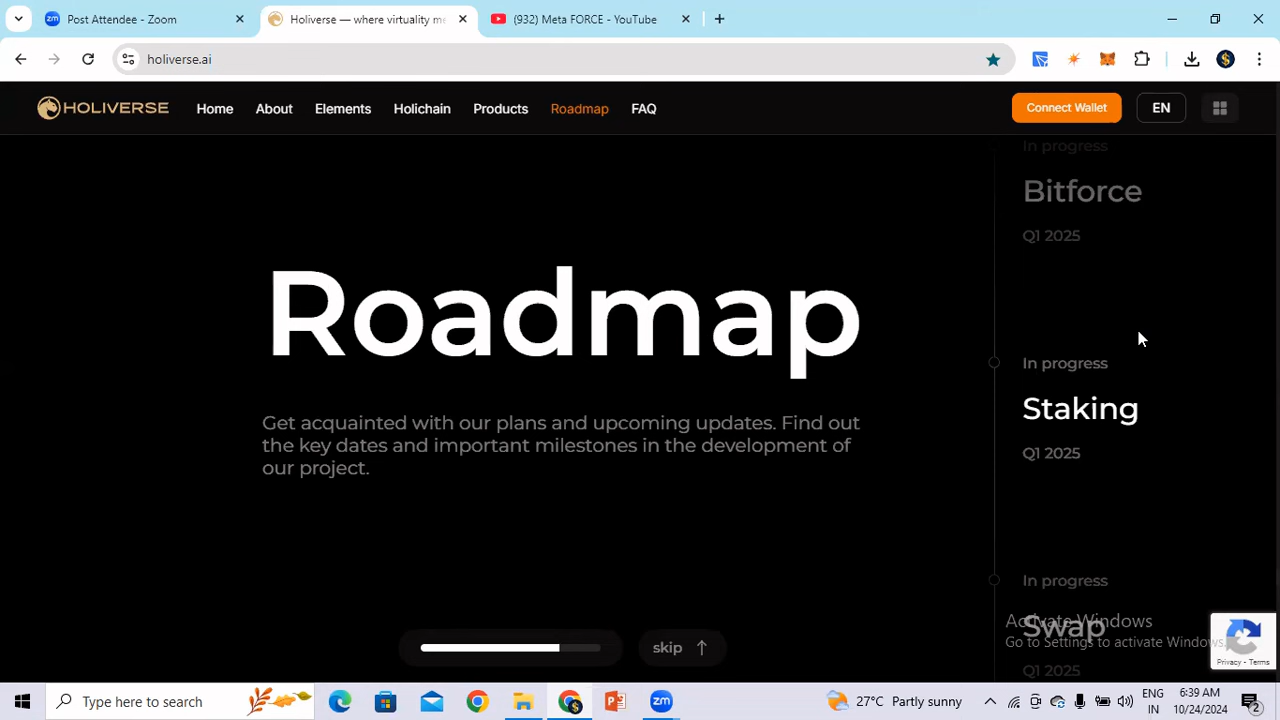 Post Attendee - Zoom
Holiverse — where virtuality me
(932) Meta FORCE - YouTube
holiverse.ai
HOLIVERSE
Home
About
Elements
Holichain
Products
Roadmap
FAQ
Connect Wallet
EN
In progress
Bitforce
Q1 2025
Roadmap
Get acquainted with our plans and upcoming updates. Find out
the key dates and important milestones in the development of
our project.
In progress
Staking
Q1 2025
In progress
Swap
Q1 2025
Activate Windows
Go to Settings to activate Windows.
skip
Privacy - Terms
Type here to search
27°C Partly sunny
ENG
IN
6:39 AM
10/24/2024
2